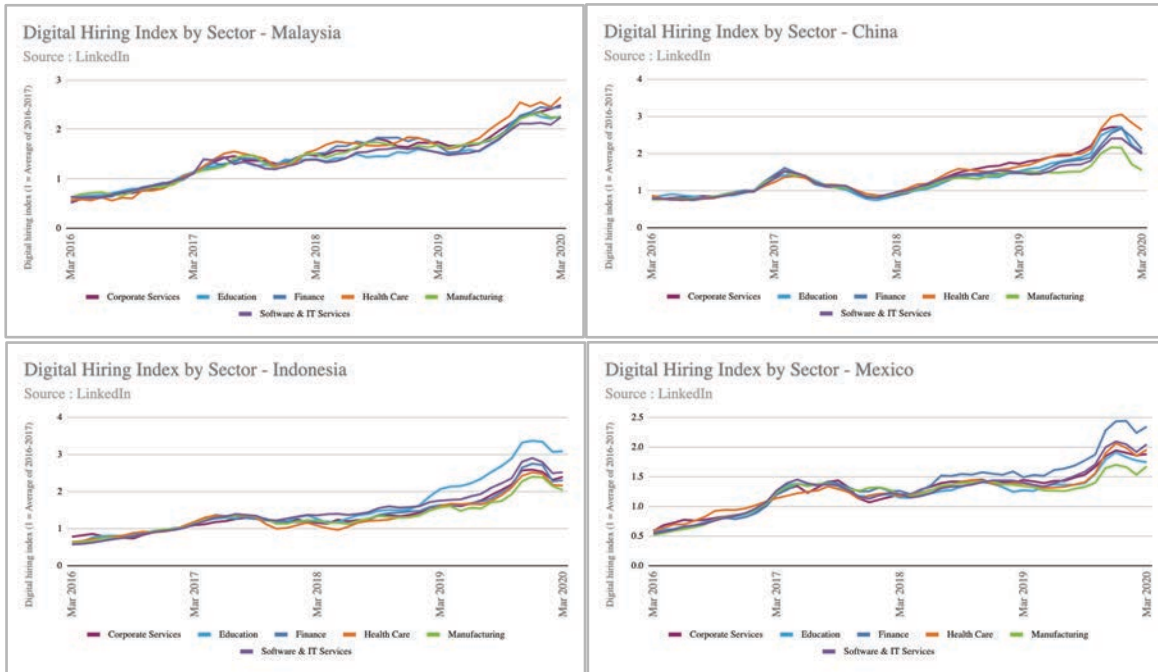 Digital Hiring Index by Sector - Malaysia
Source : LinkedIn
Digital hiring index (1 = Average of 2016-2017)
3
2
1
0
Mar 2016
Mar 2017
Mar 2018
Mar 2019
Mar 2020
Corporate Services Education Finance Health Care Manufacturing
Software & IT Services
Digital Hiring Index by Sector - China
Source : LinkedIn
Digital hiring index (1 = Average of 2016-2017)
4
3
2
1
0
Mar 2016
Mar 2017
Mar 2018
Mar 2019
Mar 2020
Corporate Services Education Finance Health Care Manufacturing
Software & IT Services
Digital Hiring Index by Sector - Indonesia
Source : LinkedIn
Digital hiring index (1 = Average of 2016-2017)
4
3
2
1
0
Mar 2016
Mar 2017
Mar 2018
Mar 2019
Mar 2020
Corporate Services Education Finance Health Care Manufacturing
Software & IT Services
Digital Hiring Index by Sector - Mexico
Source : LinkedIn
Digital hiring index (1 = Average of 2016-2017)
2.5
2.0
1.5
1.0
0.5
0.0
Mar 2016
Mar 2017
Mar 2018
Mar 2019
Mar 2020
Corporate Services Education Finance Health Care Manufacturing
Software & IT Services